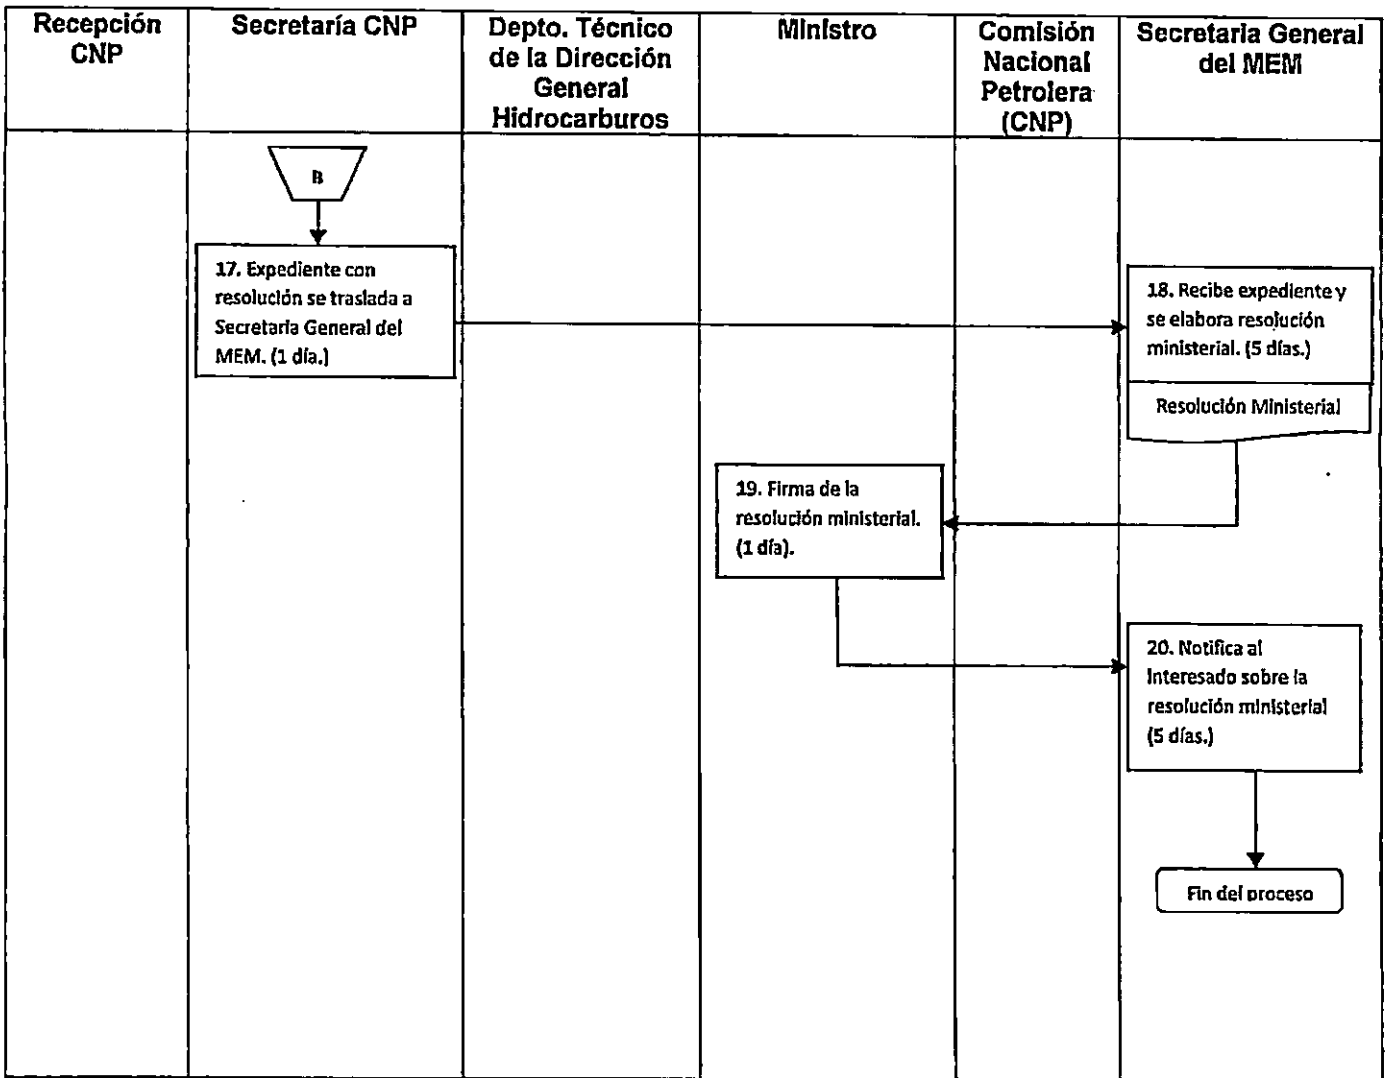 Recepción
CNP
Secretaría CNP
Depto. Técnico
de la Dirección
General
Hidrocarburos
Ministro
Comisión
Nacional
Petrolera
(CNP)
Secretaria General
del MEM
B
17. Expediente con
resolución se traslada a
Secretaría General del
MEM. (1 día.)
18. Recibe expediente y
se elabora resolución
ministerial. (5 días.)
Resolución Ministerial
19. Firma de la
resolución ministerial.
(1 día).
20. Notifica al
Interesado sobre la
resolución ministerial
(5 días.)
Fin del proceso